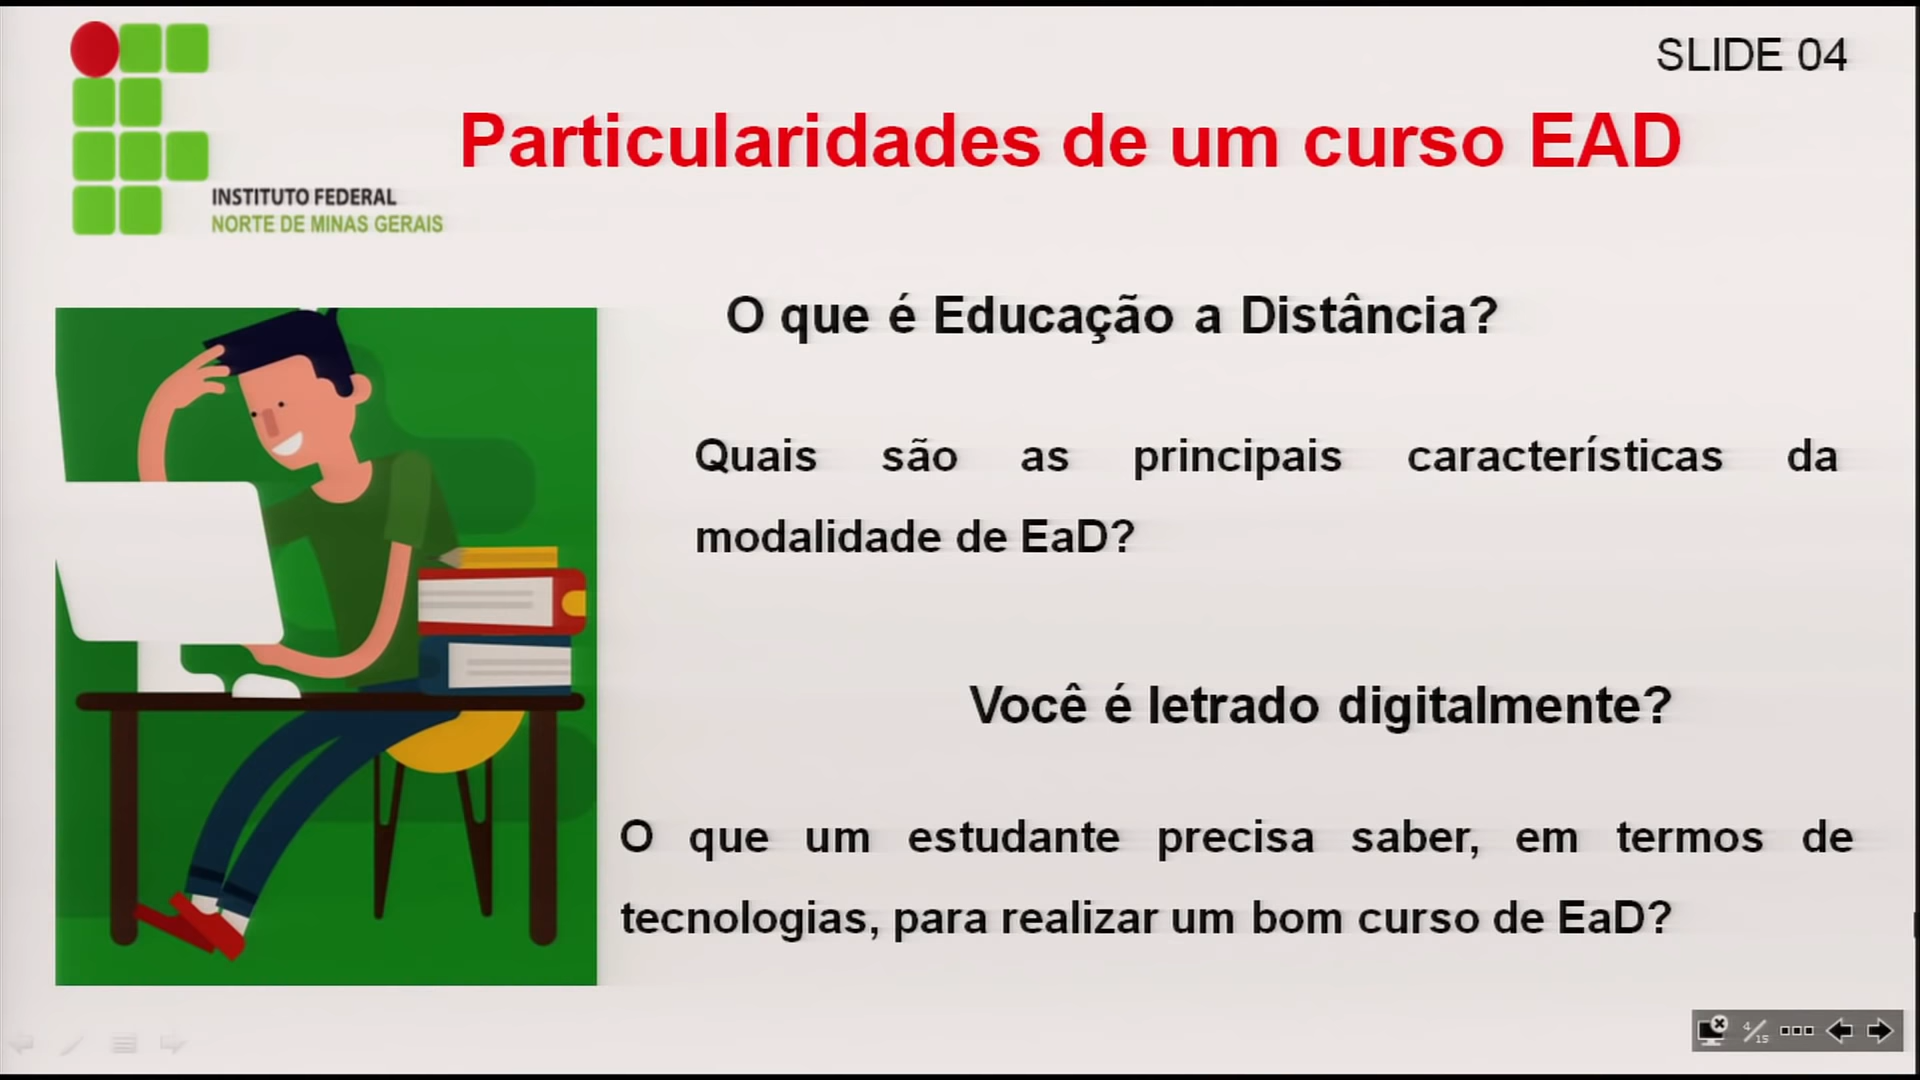 SLIDE 04
Particularidades de um curso EAD
INSTITUTO FEDERAL
NORTE DE MINAS GERAIS
O que é Educação a Distância?
Quais são as principais características da
modalidade de EaD?
Você é letrado digitalmente?
O que um estudante precisa saber, em termos de
tecnologias, para realizar um bom curso de EaD?
4/15